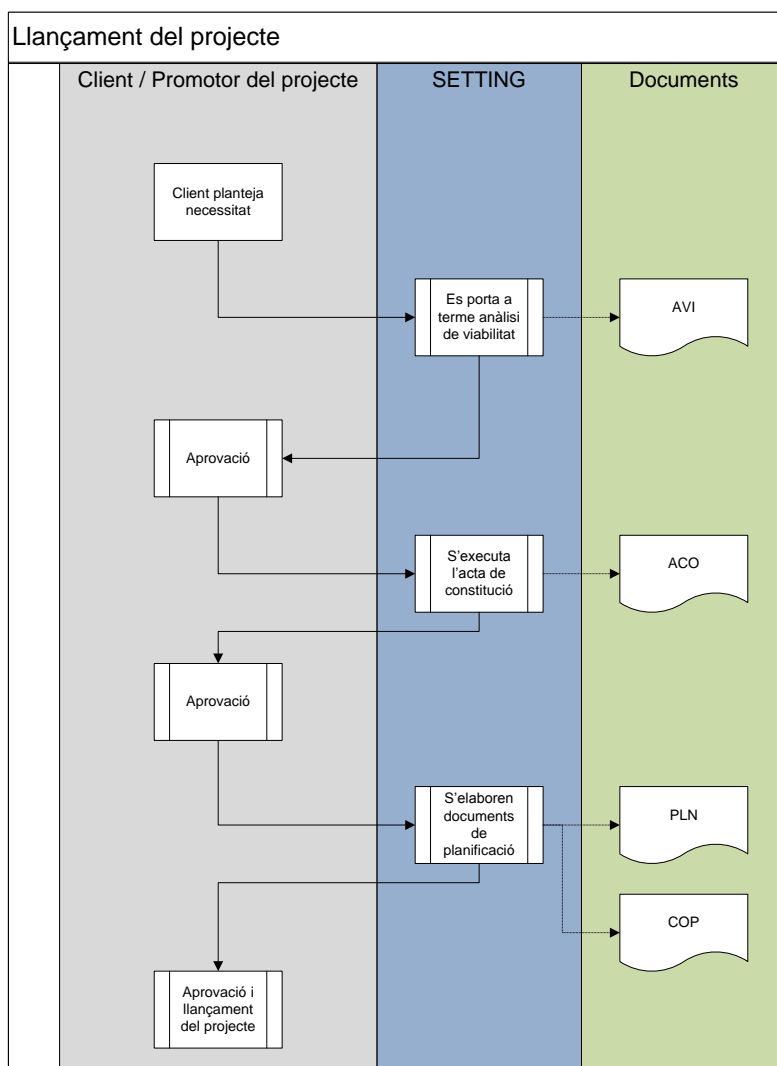 Llançament del projecte
Client / Promotor del projecte
SETTING
Documents
Client planteja
necessitat
Es porta a
terme anàlisi
de viabilitat
AVI
Aprovació
S’executa
l’acta de
constitució
ACO
Aprovació
S’elaboren
documents
de
planificació
PLN
COP
Aprovació i
llançament
del projecte